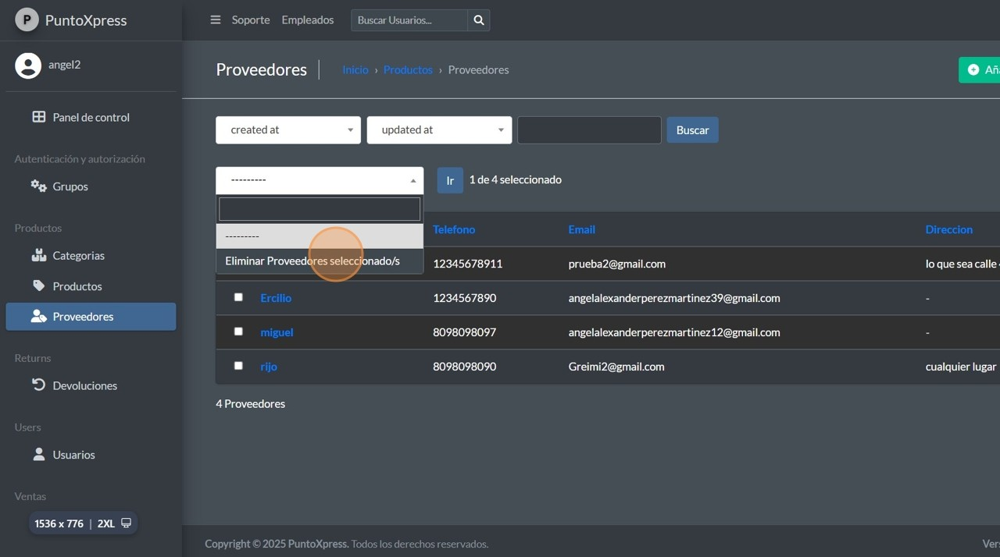 P PuntoXpress
Soporte Empleados Buscar Usuarios...
angel2
Proveedores Inicio › Productos › Proveedores Aña
Panel de control
created at updated at Buscar
Autenticación y autorización
Grupos
--------- Ir 1 de 4 seleccionado
---------
Eliminar Proveedores seleccionado/s
Productos
Categorias
Productos
Proveedores
Telefono Email Direccion
12345678911 prueba2@gmail.com lo que sea calle
Ercilio 1234567890 angelalexanderperezmartinez39@gmail.com -
miguel 8098098097 angelalexanderperezmartinez12@gmail.com -
rijo 8098098090 Greimi2@gmail.com cualquier lugar
4 Proveedores
Returns
Devoluciones
Users
Usuarios
Ventas
1536 x 776 | 2XL
Copyright © 2025 PuntoXpress. Todos los derechos reservados. Vers